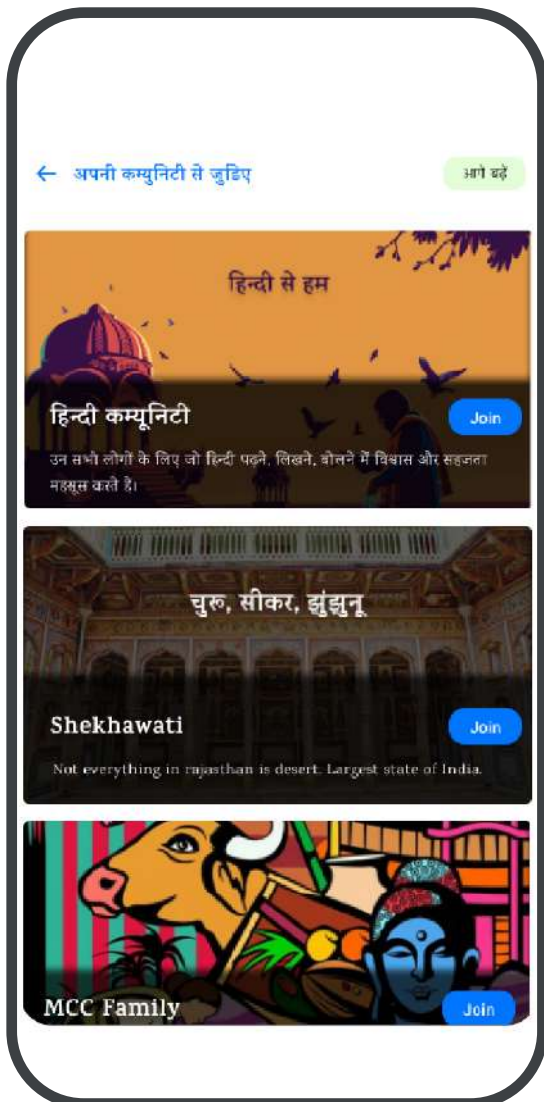 ← अपनी कम्युनिटी से जुडिए
आगे बढ़ें
हिन्दी से हम
हिन्दी कम्यूनिटी
Join
उन सभी लोगों के लिए जो हिन्दी पढ़ने, लिखने, बोलने में विश्वास और सहजता
महसूस करते है।
चुरू, सीकर, झुंझुनू
Shekhawati
Join
Not everything in rajasthan is desert. Largest state of India.
MCC Family
Join